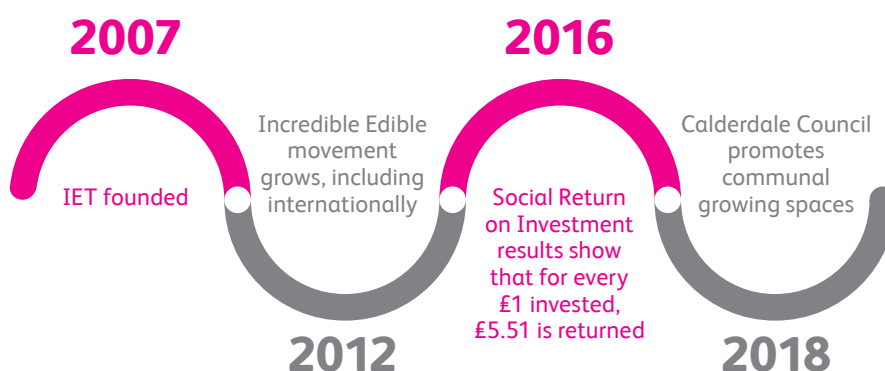 2007
IET founded
Incredible Edible
movement
grows, including
internationally
2012
2016
Social Return
on Investment
results show
that for every
£1 invested,
£5.51 is returned
Calderdale Council
promotes
communal
growing spaces
2018